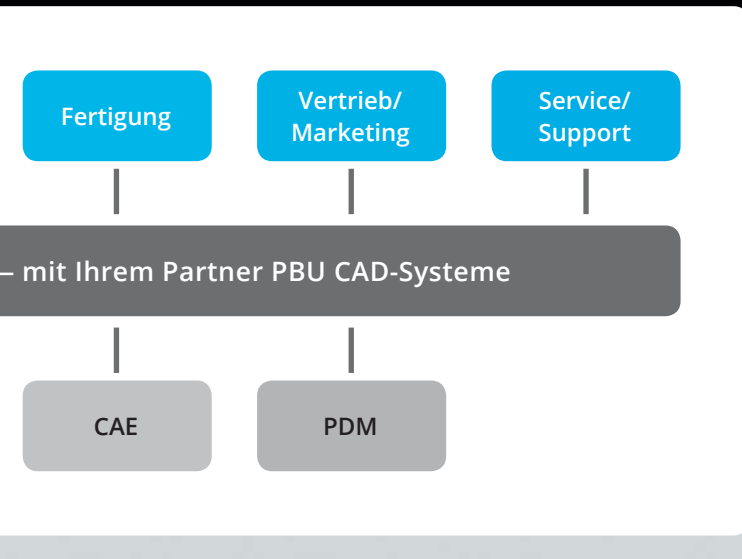 Fertigung
Vertrieb/
Marketing
Service/
Support
– mit Ihrem Partner PBU CAD-Systeme
CAE
PDM